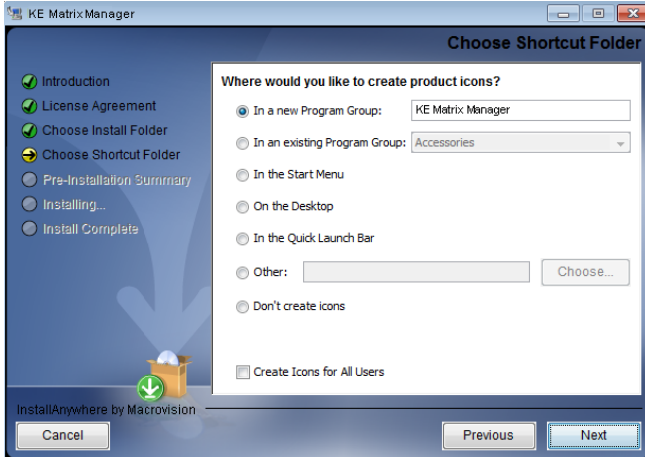 KE MatrixManager
Choose Shortcut Folder
Introduction
License Agreement
Choose Install Folder
Choose Shortcut Folder
Pre-Installation Summary
Installing...
Install Complete
Where would you like to create product icons?
In a new Program Group: KE Matrix Manager
In an existing Program Group: Accessories
In the Start Menu
On the Desktop
In the Quick Launch Bar
Other: Choose...
Don't create icons
Create Icons for All Users
InstallAnywhere by Macrovision
Cancel Previous Next